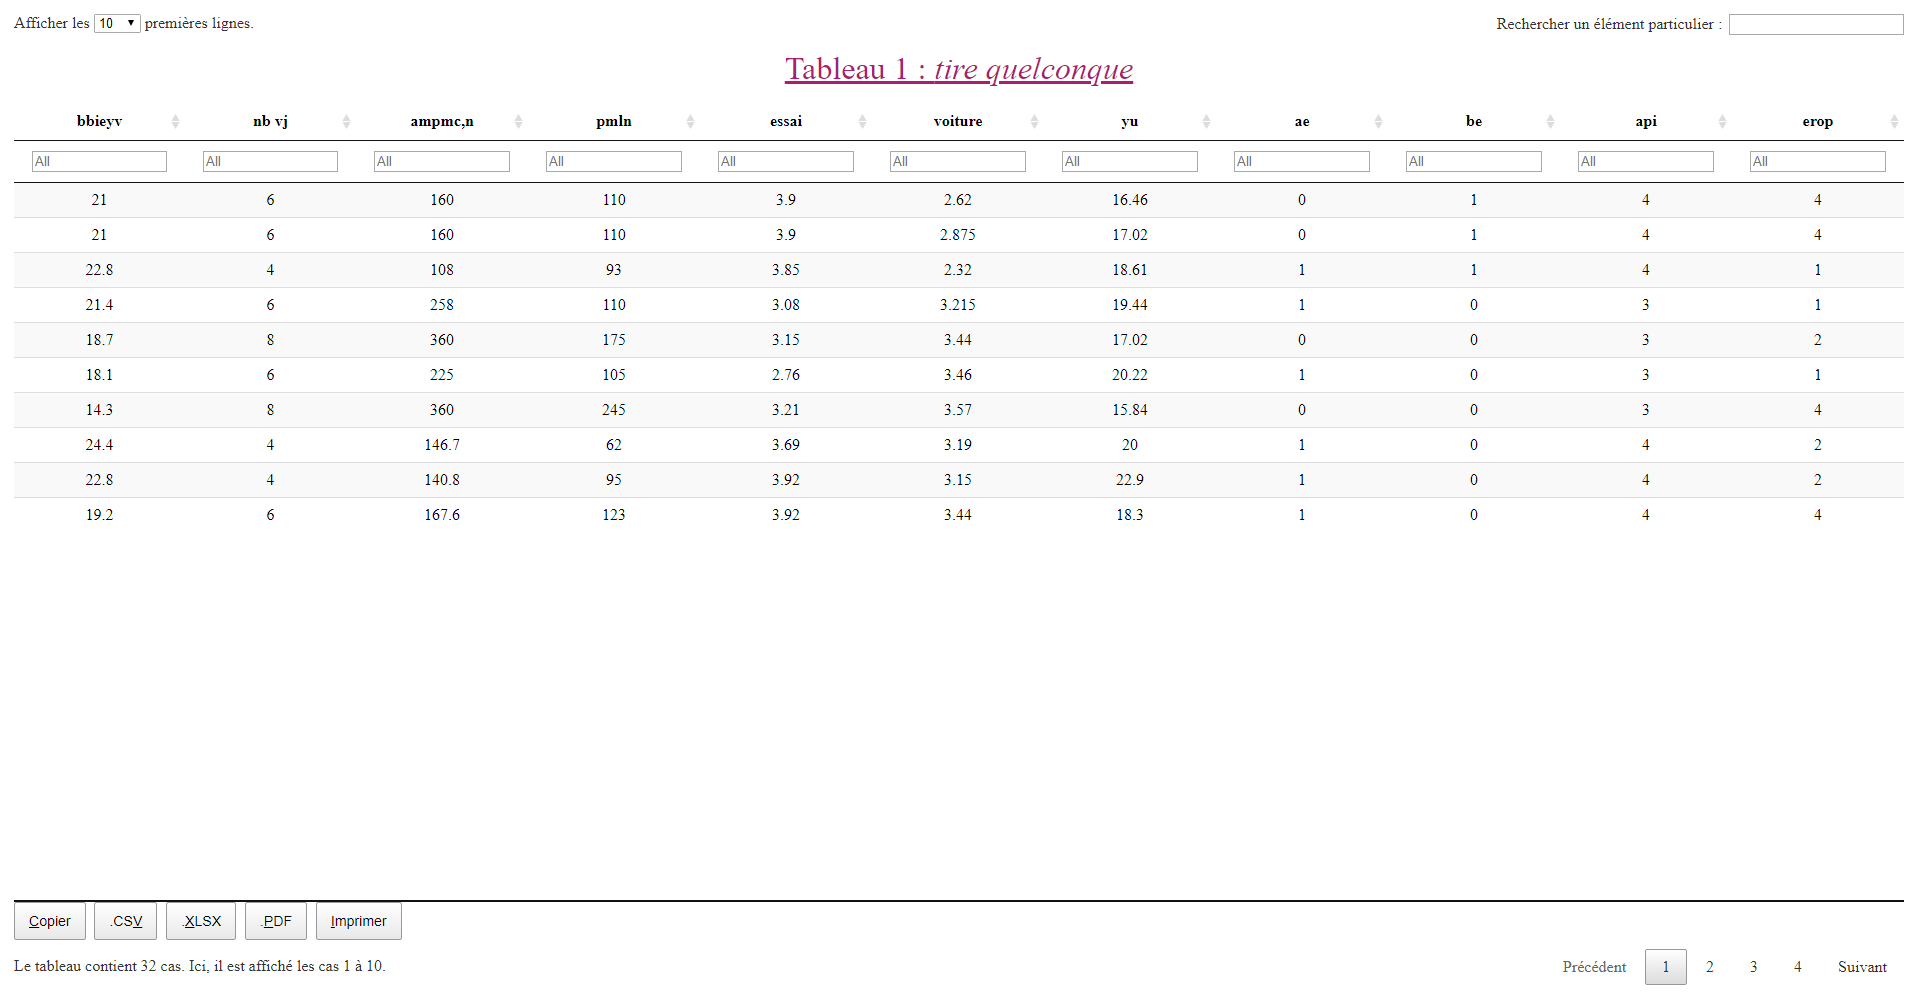 Afficher les 10 premières lignes. Rechercher un élément particulier :
Tableau 1 : tire quelconque
bbieyv nb vj ampmc,n pmln essai voiture yu ae be api erop
All All All All All All All All All All All
21 6 160 110 3.9 2.62 16.46 0 1 4 4
21 6 160 110 3.9 2.875 17.02 0 1 4 4
22.8 4 108 93 3.85 2.32 18.61 1 1 4 1
21.4 6 258 110 3.08 3.215 19.44 1 0 3 1
18.7 8 360 175 3.15 3.44 17.02 0 0 3 2
18.1 6 225 105 2.76 3.46 20.22 1 0 3 1
14.3 8 360 245 3.21 3.57 15.84 0 0 3 4
24.4 4 146.7 62 3.69 3.19 20 1 0 4 2
22.8 4 140.8 95 3.92 3.15 22.9 1 0 4 2
19.2 6 167.6 123 3.92 3.44 18.3 1 0 4 4
Copier .CSV .XLSX .PDF Imprimer
Le tableau contient 32 cas. Ici, il est affiché les cas 1 à 10. Précédent 1 2 3 4 Suivant